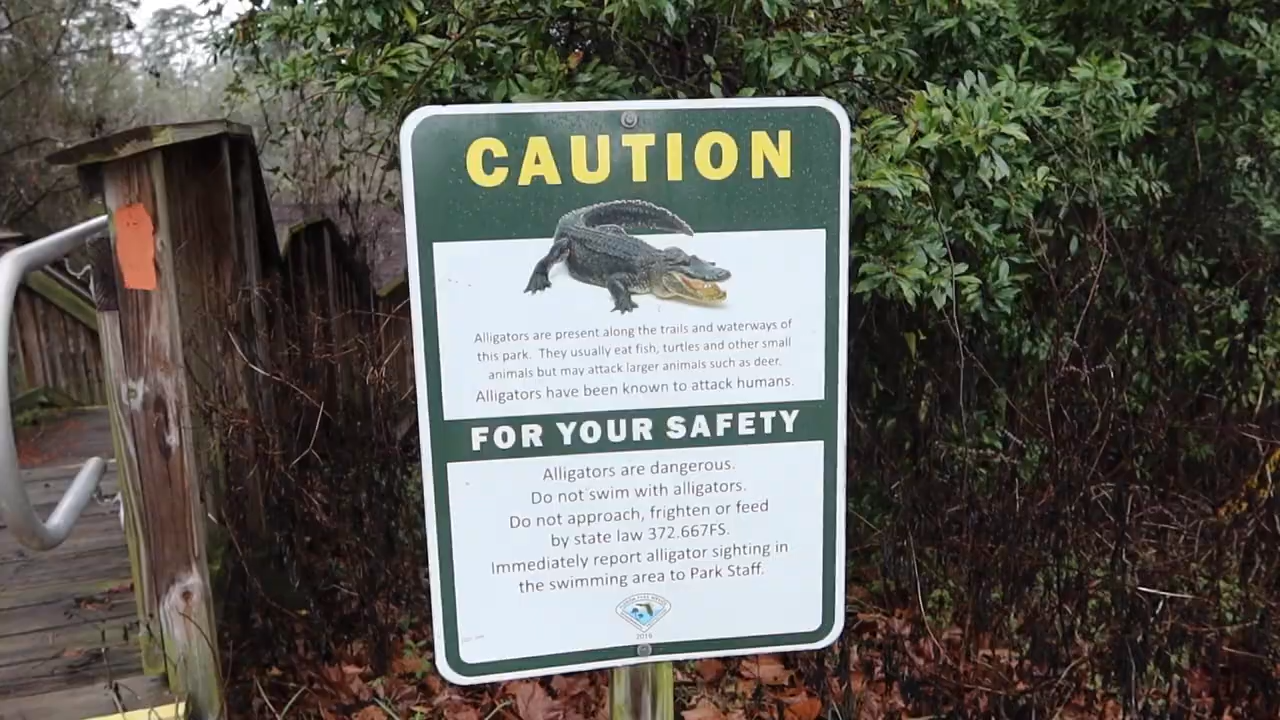 CAUTION
Alligators are present along the trails and waterways of
this park. They usually eat fish, turtles and other small
animals but may attack larger animals such as deer.
Alligators have been known to attack humans.
FOR YOUR SAFETY
Alligators are dangerous.
Do not swim with alligators.
Do not approach, frighten or feed
by state law 372.667FS.
Immediately report alligator sighting in
the swimming area to Park Staff.
2016